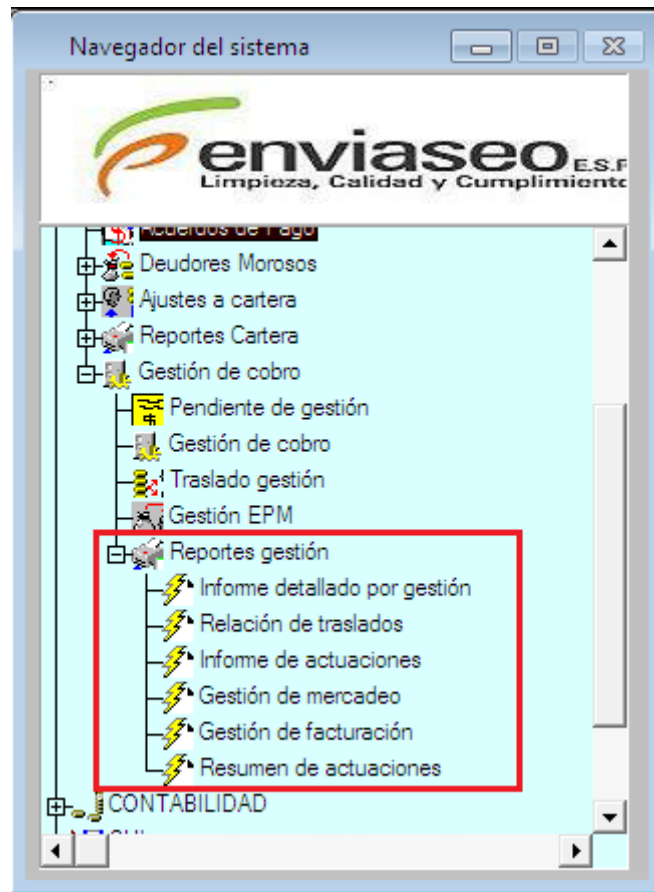 Navegador del sistema
enviaseo E.S.P
Limpieza, Calidad y Cumplimiento
Acuerdos de Pago
Deudores Morosos
Ajustes a cartera
Reportes Cartera
Gestión de cobro
Pendiente de gestión
Gestión de cobro
Traslado gestión
Gestión EPM
Reportes gestión
Informe detallado por gestión
Relación de traslados
Informe de actuaciones
Gestión de mercadeo
Gestión de facturación
Resumen de actuaciones
CONTABILIDAD